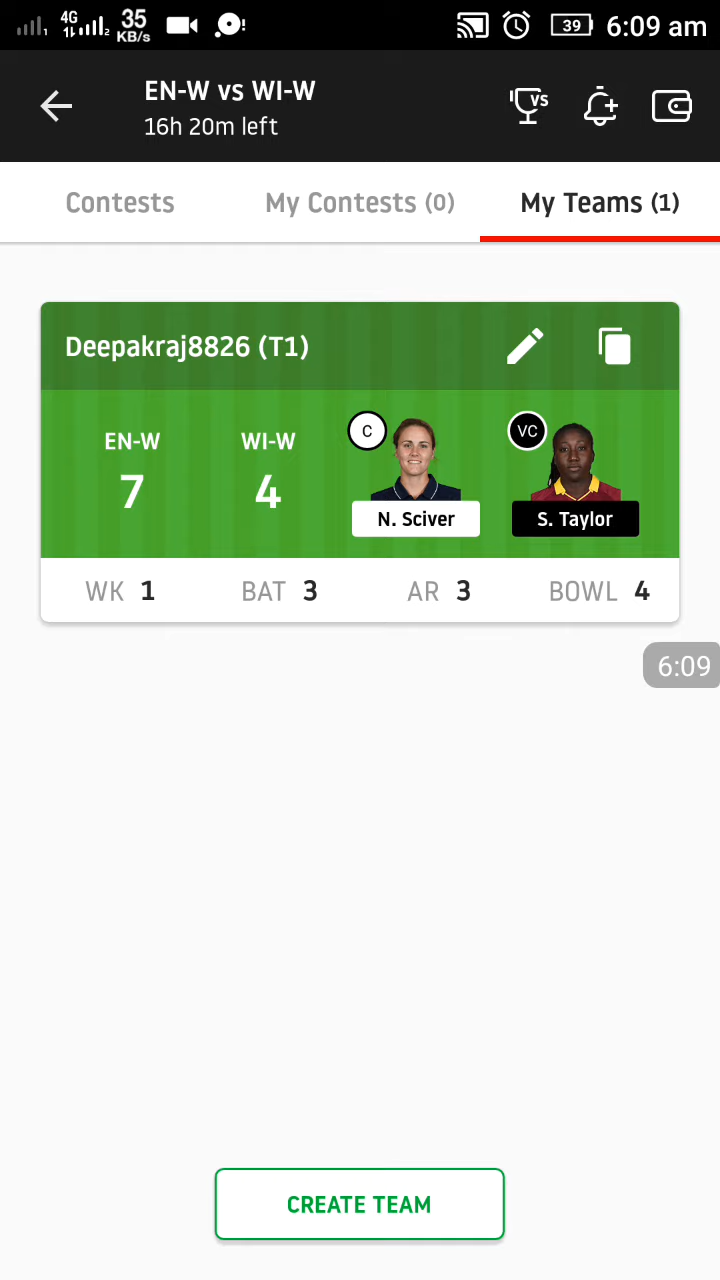 4G 35 KB/s 39 6:09 am
EN-W vs WI-W
16h 20m left
VS
Contests My Contests (0) My Teams (1)
Deepakraj8826 (T1)
EN-W WI-W C VC
7 4
N. Sciver S. Taylor
WK 1 BAT 3 AR 3 BOWL 4
6:09
CREATE TEAM